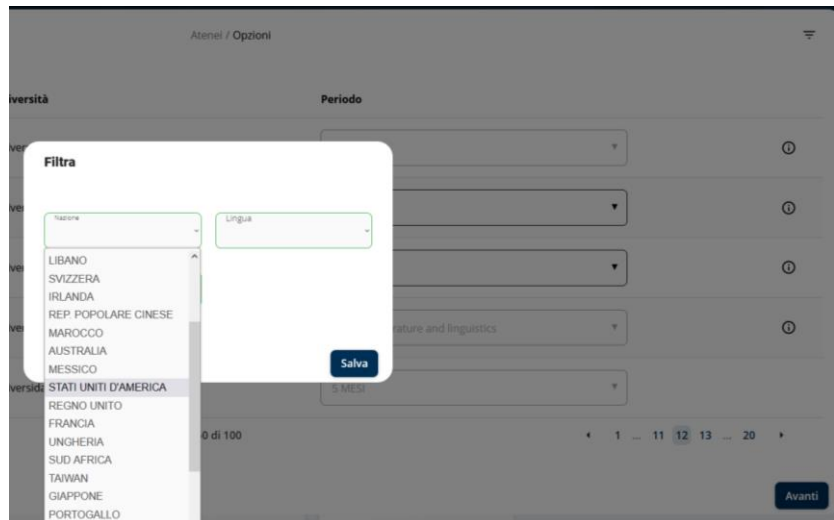 Atenei / Opzioni
iversità
Periodo
Filtra
Nazione
Lingua
LIBANO
SVIZZERA
IRLANDA
REP. POPOLARE CINESE
MAROCCO
AUSTRALIA
MESSICO
STATI UNITI D'AMERICA
REGNO UNITO
FRANCIA
UNGHERIA
SUD AFRICA
TAIWAN
GIAPPONE
PORTOGALLO
rature and linguistics
Salva
versida
5 MESI
0 di 100
1 ... 11 12 13 ... 20
Avanti